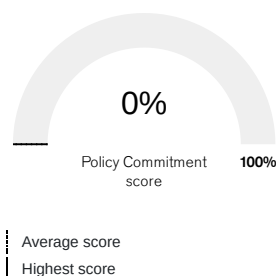 0%
Policy Commitment
score
100%
Average score
Highest score